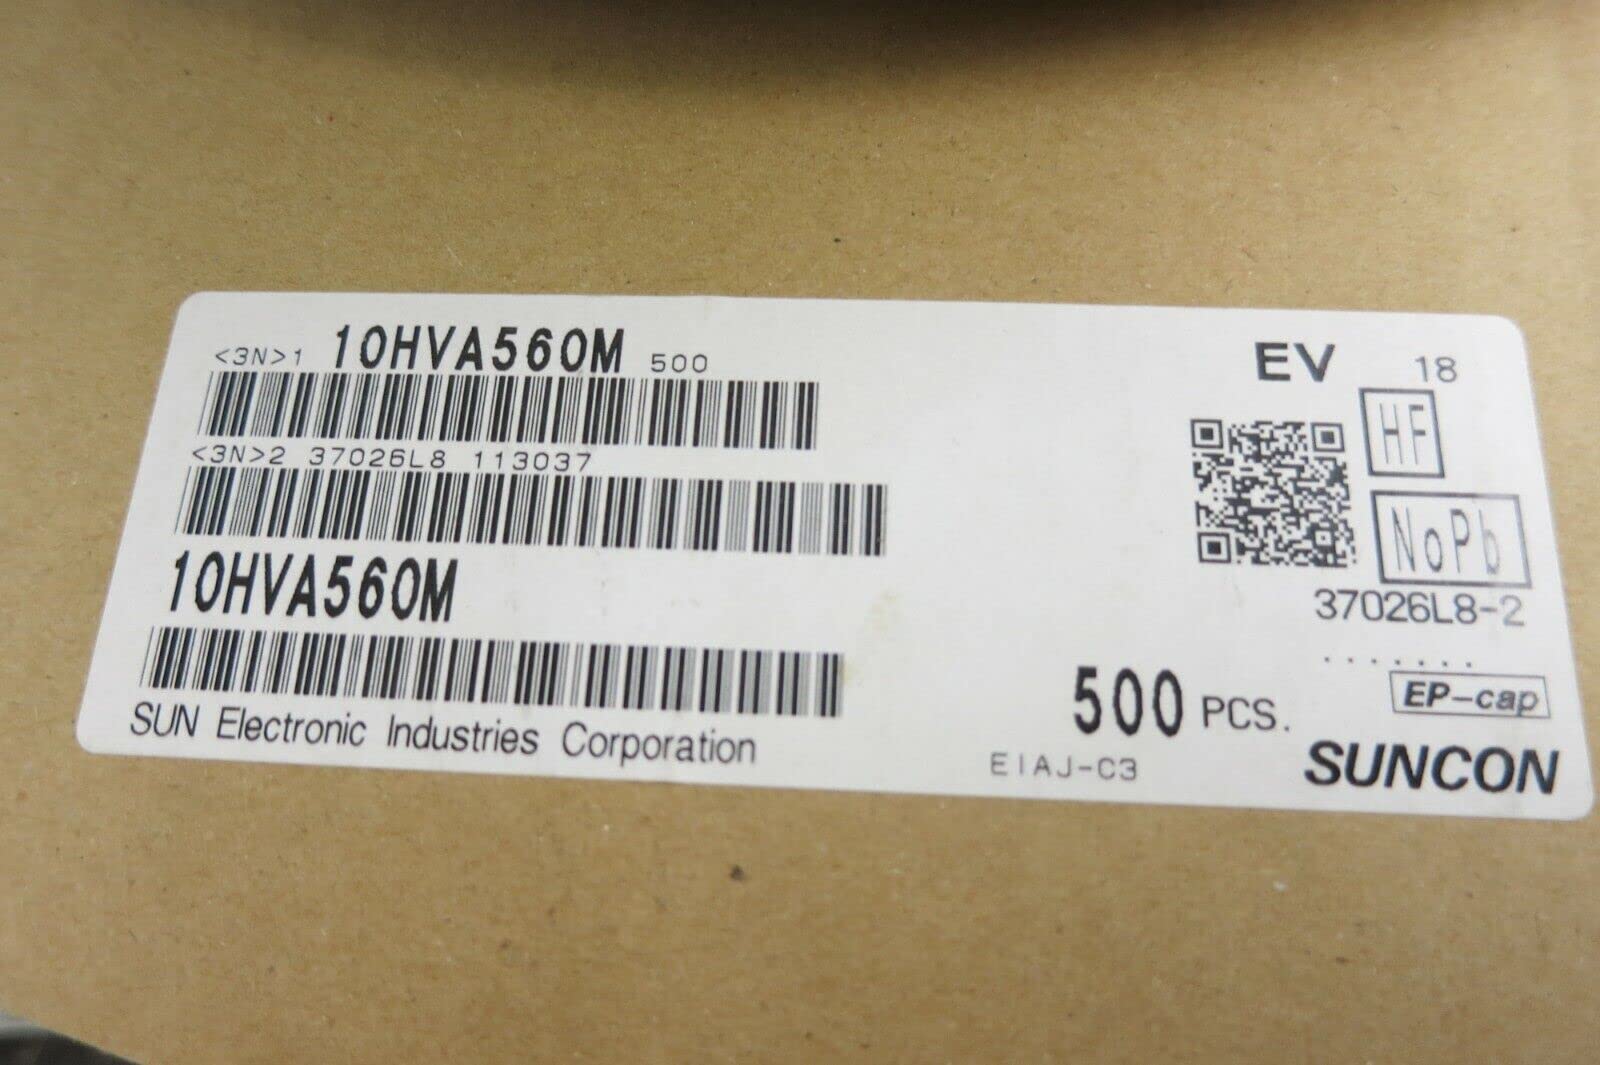 <3N>1 10HVA560M 500
EV 18
HF
<3N>2 37026L8 113037
NoPb
10HVA560M
37026L8-2
.......
500 PCS.
EP-cap
SUN Electronic Industries Corporation
EIAJ-C3
SUNCON